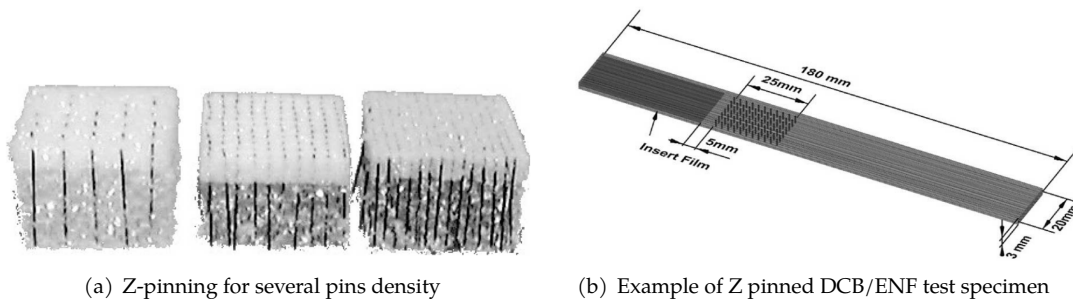 180 mm
25mm
5mm
Insert Film
20mm
3 mm
(a) Z-pinning for several pins density
(b) Example of Z pinned DCB/ENF test specimen